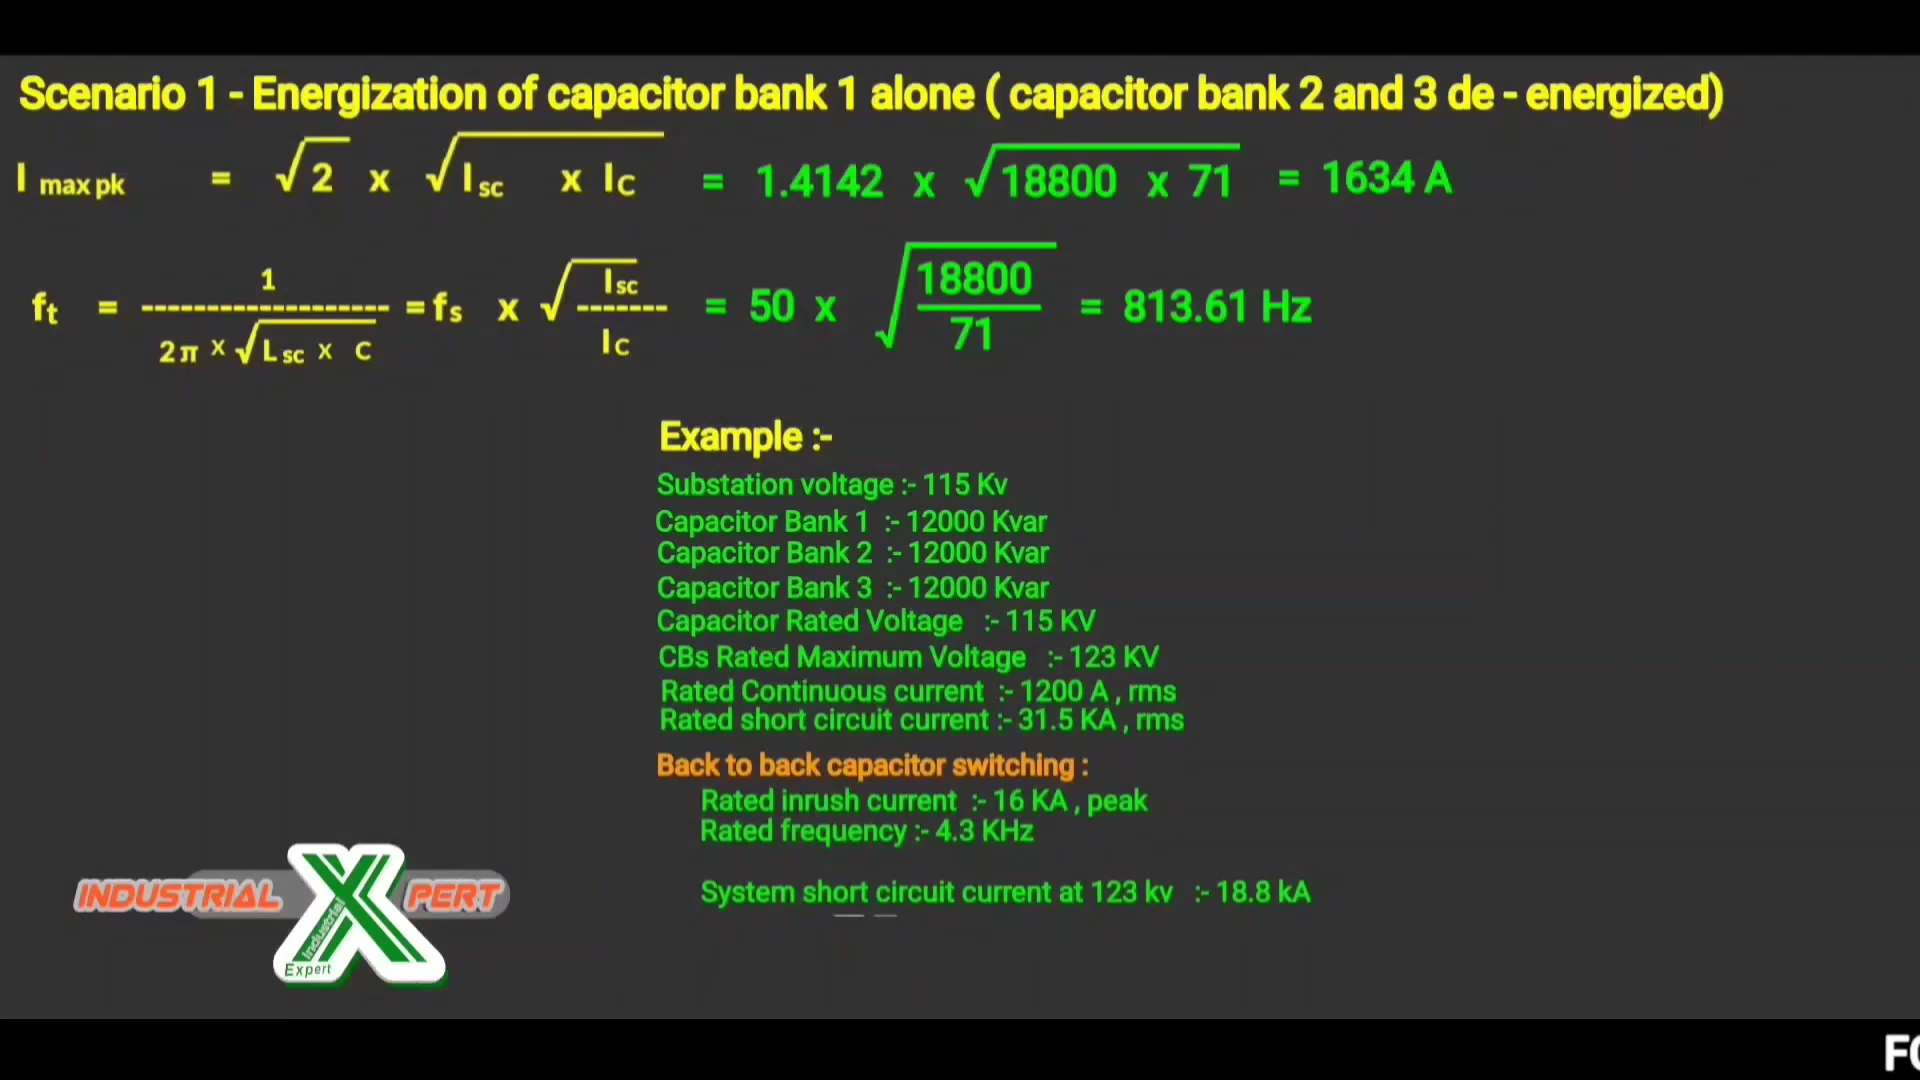 Scenario 1 - Energization of capacitor bank 1 alone ( capacitor bank 2 and 3 de - energized)
I max pk = √2 x √I sc x I C = 1.4142 x √18800 x 71 = 1634 A
ft = 1 / 2π x √L sc x C = fs x √I sc / I C = 50 x √18800 / 71 = 813.61 Hz
Example :-
Substation voltage :- 115 Kv
Capacitor Bank 1 :- 12000 Kvar
Capacitor Bank 2 :- 12000 Kvar
Capacitor Bank 3 :- 12000 Kvar
Capacitor Rated Voltage :- 115 KV
CBs Rated Maximum Voltage :- 123 KV
Rated Continuous current :- 1200 A , rms
Rated short circuit current :- 31.5 KA , rms
Back to back capacitor switching :
Rated inrush current :- 16 KA , peak
Rated frequency :- 4.3 KHz
System short circuit current at 123 kv :- 18.8 kA
INDUSTRIAL X PERT
Industrial
Expert